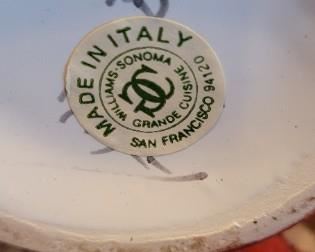 MADE IN ITALY
WILLIAMS-SONOMA
GRANDE CUISINE
SAN FRANCISCO 94120